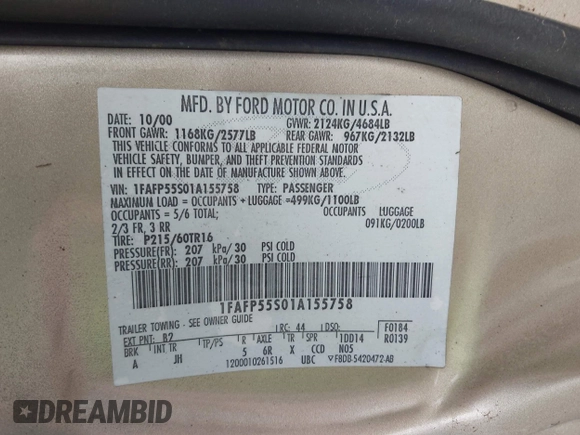 MFD. BY FORD MOTOR CO. IN U.S.A.
DATE: 10/00 GVWR: 2124KG/4684LB
FRONT GAWR: 1168KG/2577LB REAR GAWR: 967KG/2132LB
THIS VEHICLE CONFORMS TO ALL APPLICABLE FEDERAL MOTOR
VEHICLE SAFETY, BUMPER, AND THEFT PREVENTION STANDARDS
IN EFFECT ON THE DATE OF MANUFACTURE SHOWN ABOVE
VIN: 1FAFP55S01A155758 TYPE: PASSENGER
MAXIMUM LOAD = OCCUPANTS + LUGGAGE =499KG/1100LB
OCCUPANTS = 5/6 TOTAL; 091KG/0200LB
2/3 FR, 3 RR
TIRE: P215/60TR16
PRESSURE(FR): 207 kPa/30 PSI COLD
PRESSURE(RR): 207 kPa/30 PSI COLD
1FAFP55S01A155758
TRAILER TOWING - SEE OWNER GUIDE
EXT PNT: B2 RC: 44 DSO: F0184
BRK INT TR TP/PS R AXLE TR SPR 1DD14 R0139
A JH 5 6R X CCD N05
1200010261516 UBC F8DB-5420472-AB
DEALERSHIP AUCTION
AutoBidCar